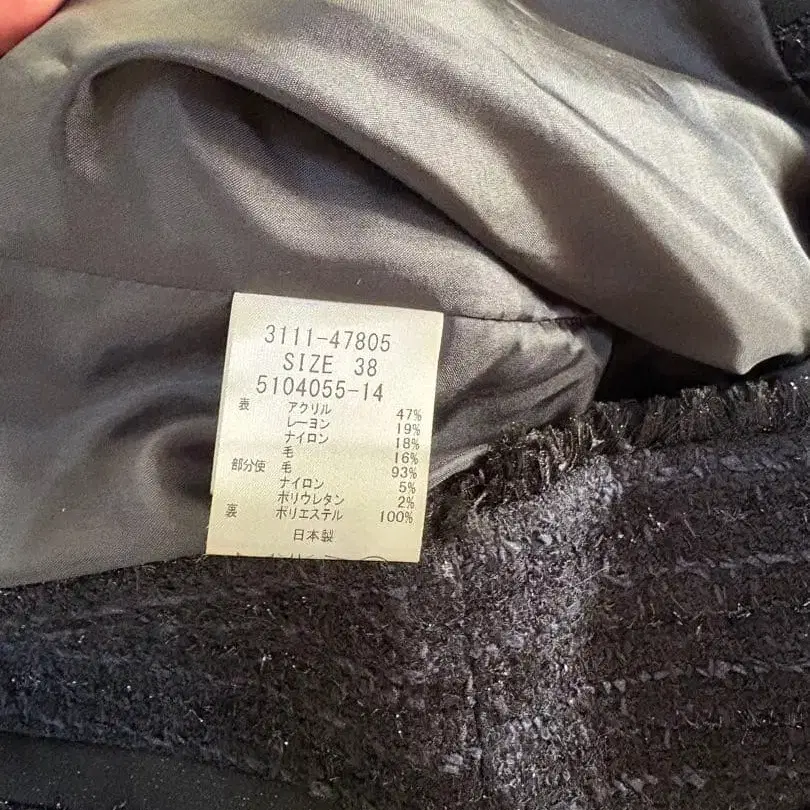 3111-47805
SIZE 38
5104055-14
表 アクリル 47%
レーヨン 19%
ナイロン 18%
毛 16%
部分使 毛 93%
ナイロン 5%
ポリウレタン 2%
裏 ポリエステル 100%
日本製